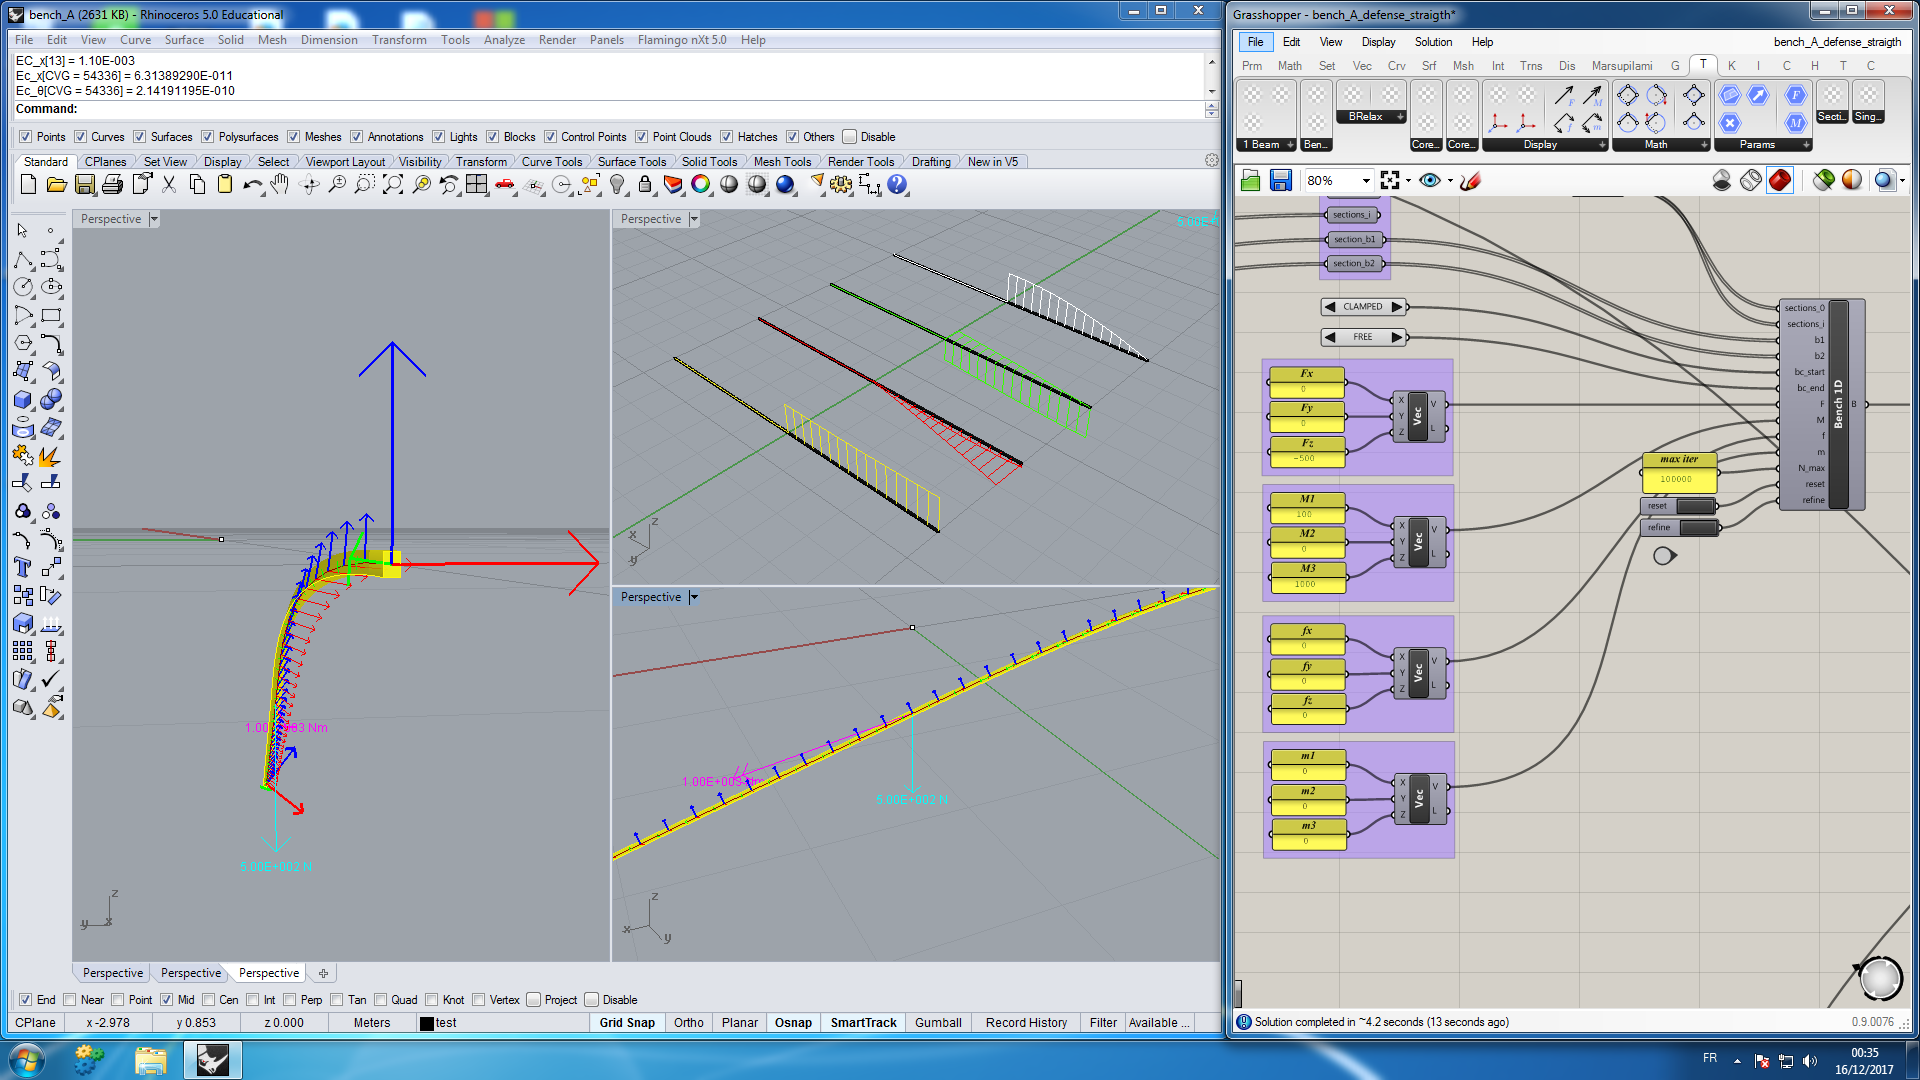 bench_A (2631 KB) - Rhinoceros 5.0 Educational
File Edit View Curve Surface Solid Mesh Dimension Transform Tools Analyze Render Panels Flamingo nXt 5.0 Help
EC_x[13] = 1.10E-003
Ec_x[CVG = 54336] = 6.31389290E-011
Ec_θ[CVG = 54336] = 2.14191195E-010
Command:
Points Curves Surfaces Polysurfaces Meshes Annotations Lights Blocks Control Points Point Clouds Hatches Others Disable
Standard CPlanes Set View Display Select Viewport Layout Visibility Transform Curve Tools Surface Tools Solid Tools Mesh Tools Render Tools Drafting New in V5
Perspective
z
y x
5.00E+002 N
Perspective
z
x
y
Perspective
1.00E+003 Nm
5.00E+002 N
z
x
y
Perspective Perspective Perspective
End Near Point Mid Cen Int Perp Tan Quad Knot Vertex Project Disable
CPlane x -2.978 y 0.853 z 0.000 Meters test Grid Snap Ortho Planar Osnap SmartTrack Gumball Record History Filter Available ...
Grasshopper - bench_A_defense_straigth*
File Edit View Display Solution Help bench_A_defense_straigth
Prm Math Set Vec Crv Srf Msh Int Trns Dis Marsupilami G T K I C H T C
BRelax
Secti... Sing...
1 Beam Ben... Core... Core... Display Math Params
80%
sections_i
section_b1
section_b2
CLAMPED
FREE
Fx
0
Fy
0
Fz
-500
X
Y
Z
Vec
V
L
M1
100
M2
0
M3
1000
X
Y
Z
Vec
V
L
fx
0
fy
0
fz
0
X
Y
Z
Vec
V
L
m1
0
m2
0
m3
0
X
Y
Z
Vec
V
L
max iter
100000
reset
refine
sections_0
sections_i
b1
b2
bc_start
bc_end
F
M
f
m
N_max
reset
refine
Bench 1D
B
Solution completed in ~4.2 seconds (13 seconds ago) 0.9.0076
FR
00:35
16/12/2017